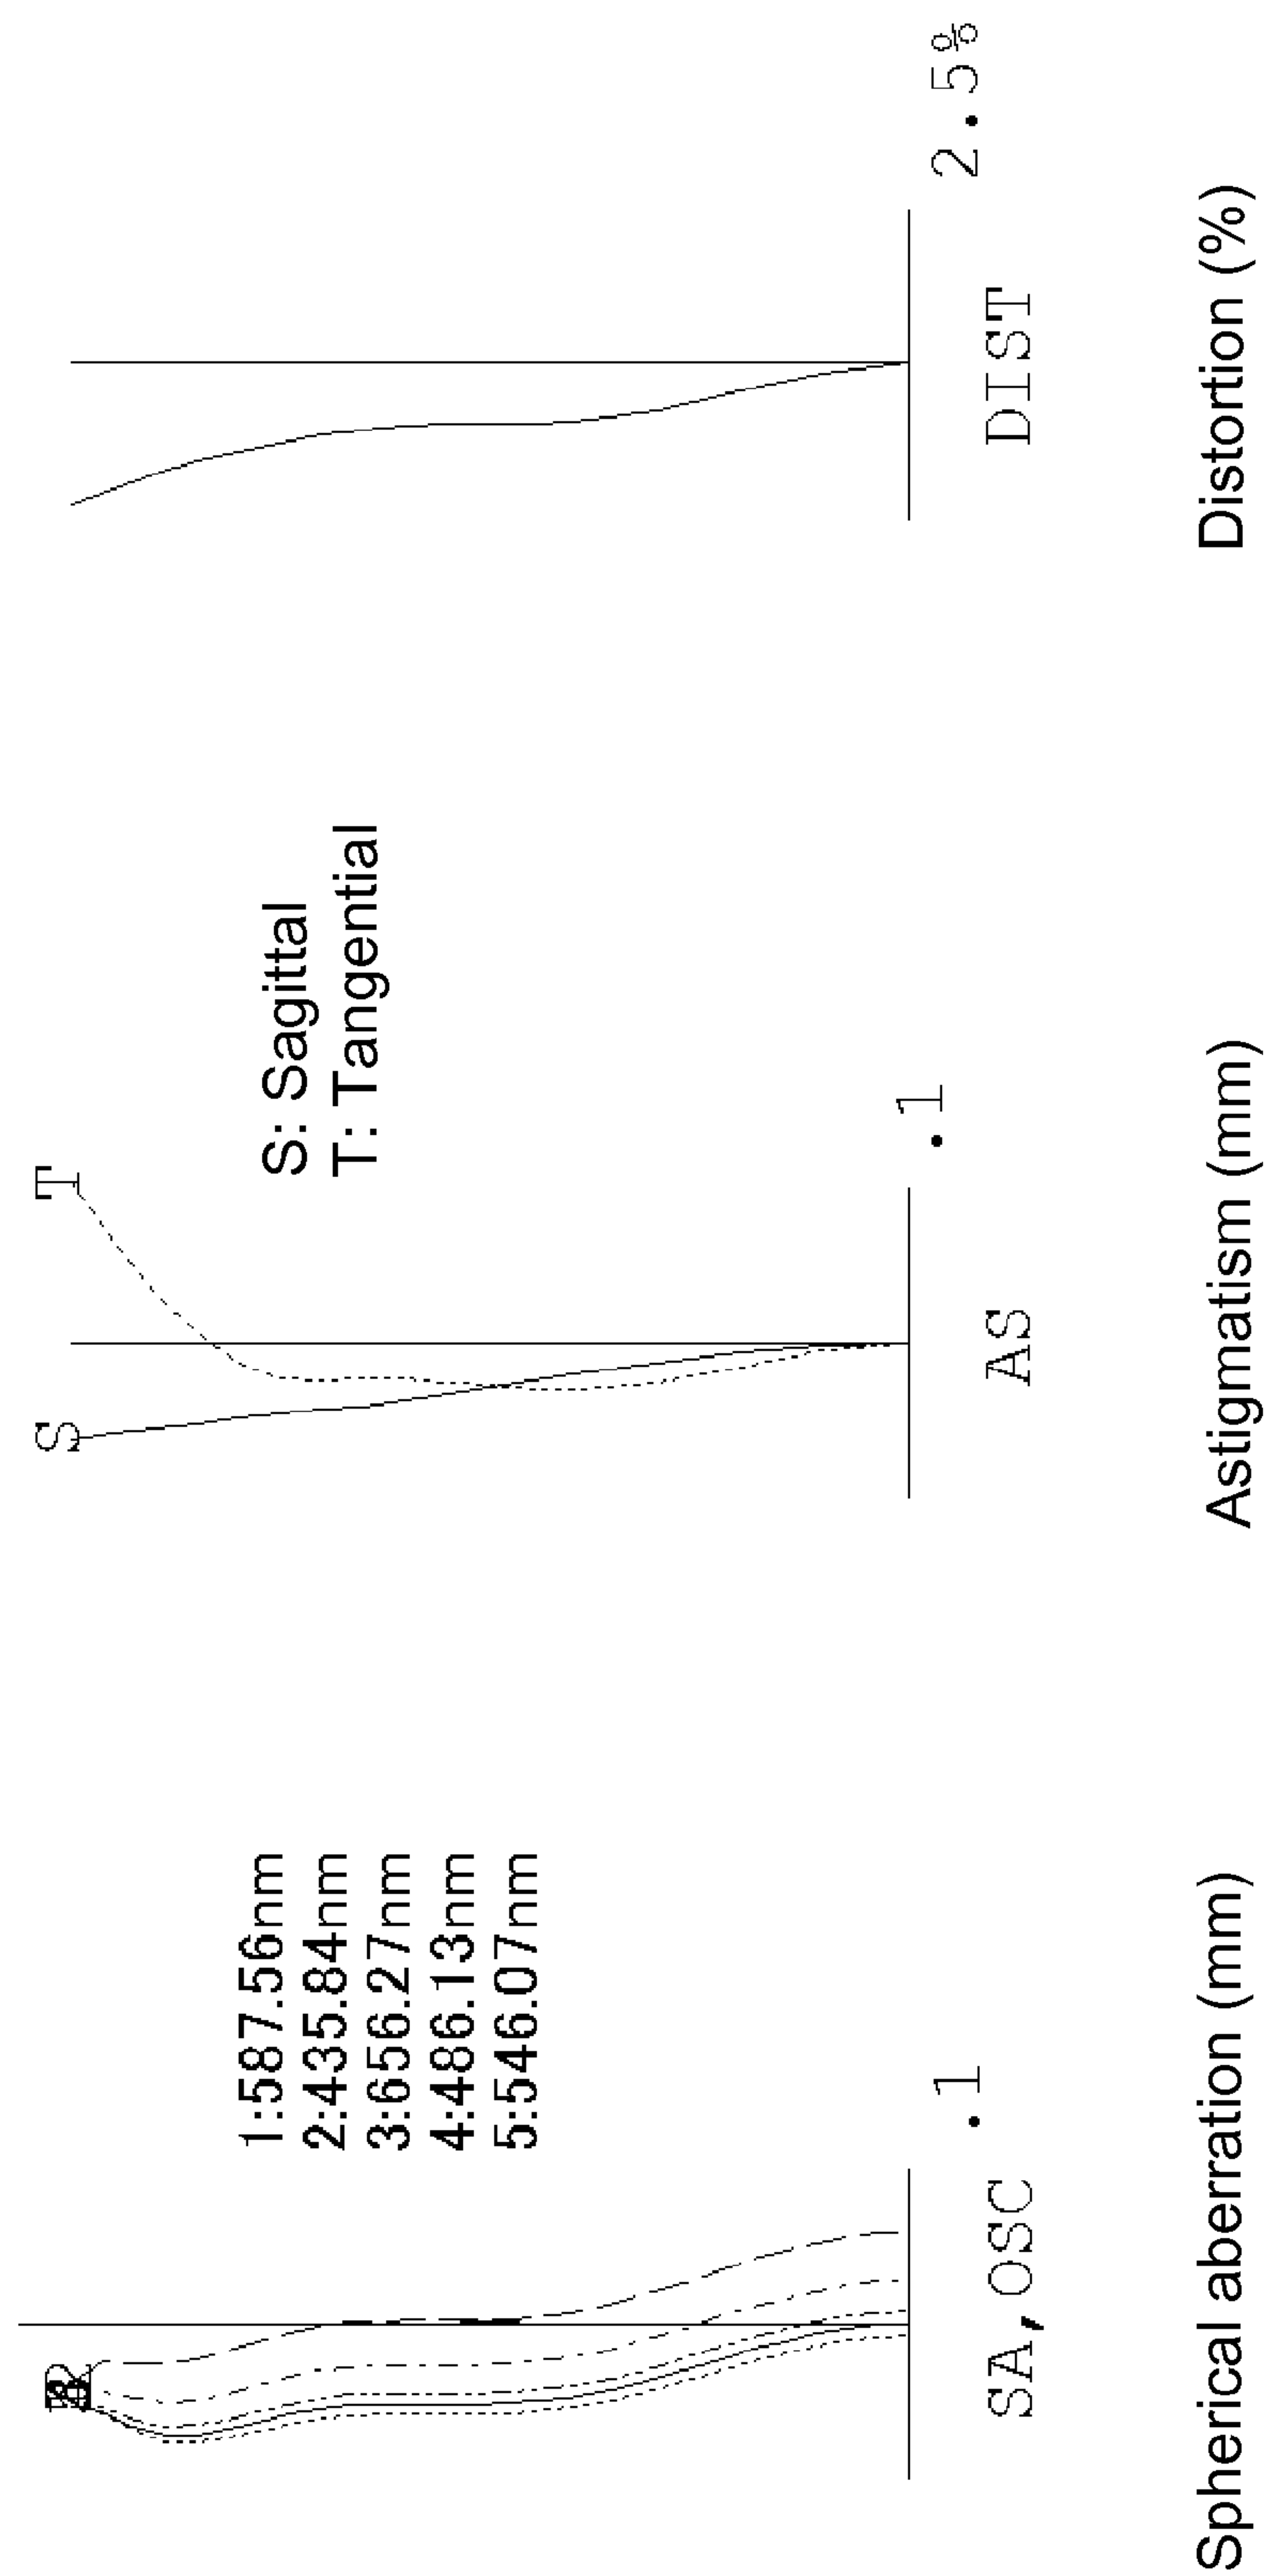 1:587.56nm
2:435.84nm
3:656.27nm
4:486.13nm
5:546.07nm
.1
SA,OSC
Spherical aberration (mm)
S
T
S: Sagittal
T: Tangential
.1
AS
Astigmatism (mm)
2.5%
DIST
Distortion (%)